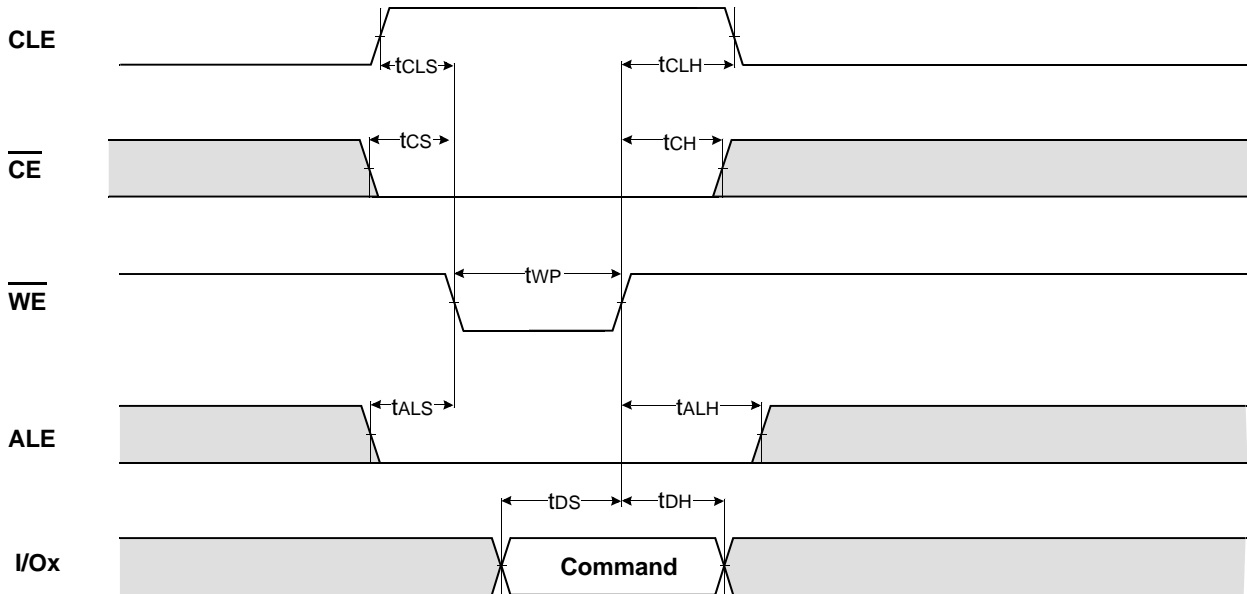 CLE
tCLS
tCLH
CE
tCS
tCH
WE
tWP
ALE
tALS
tALH
I/Ox
tDS
tDH
Command